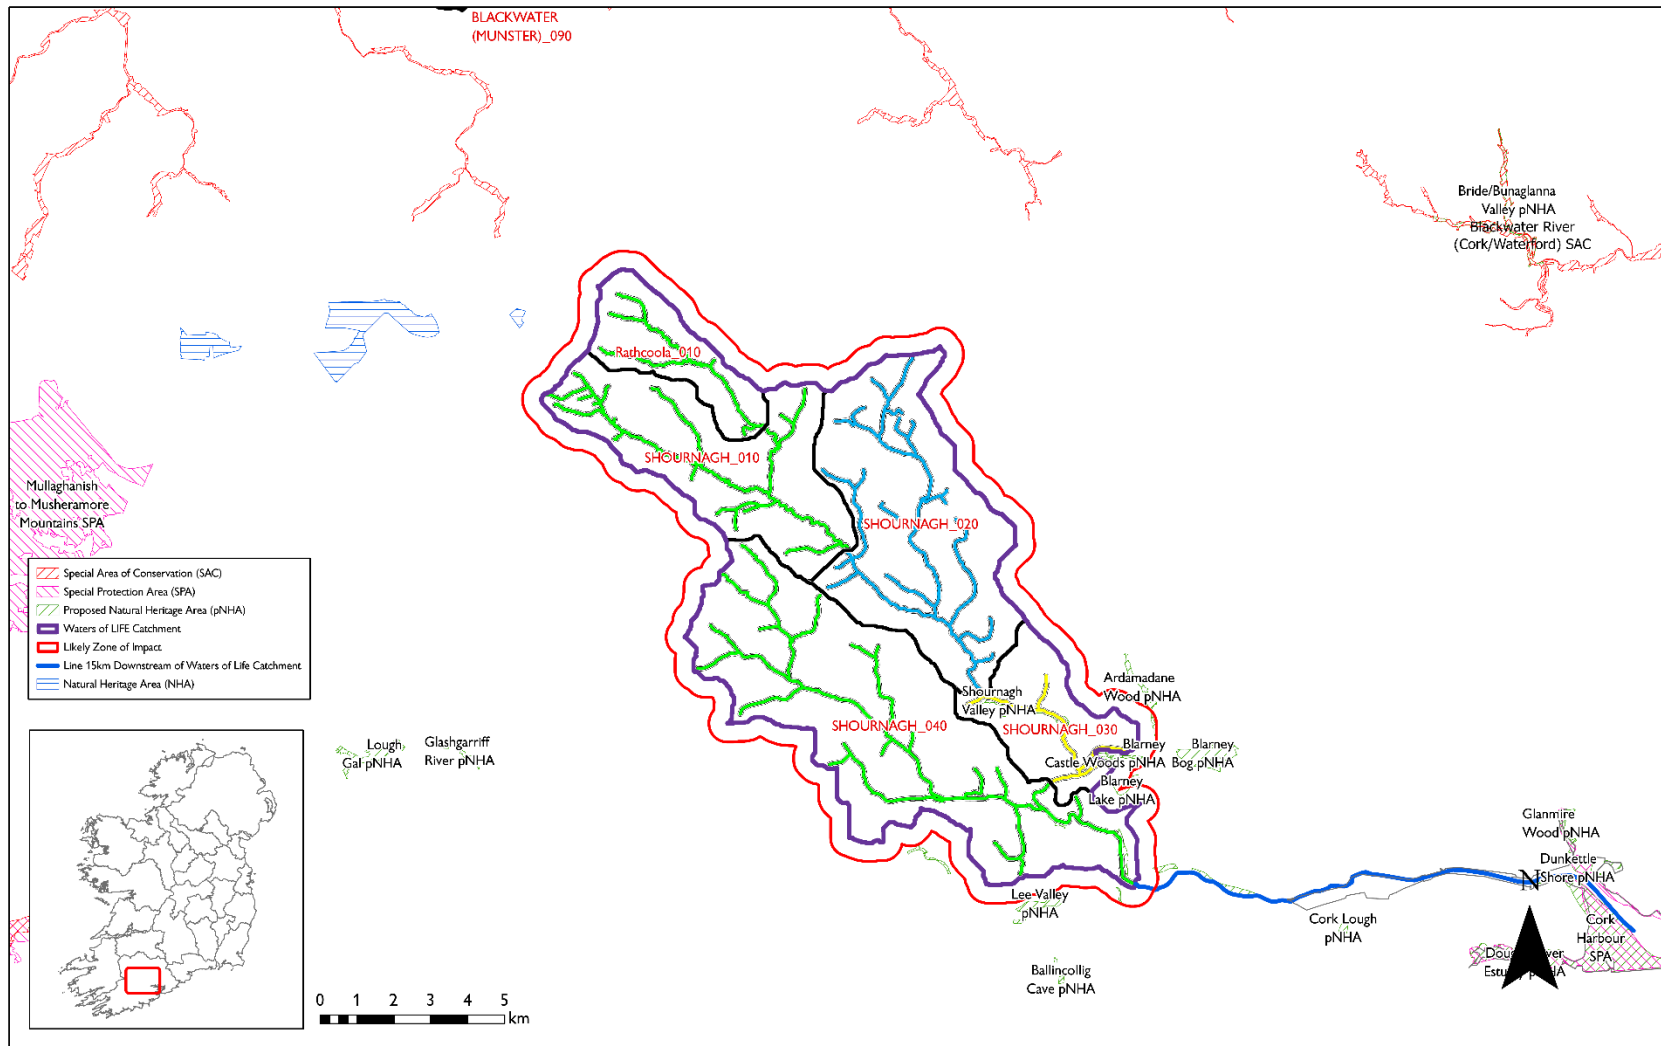 BLACKWATER
(MUNSTER)_090
Bride/Bunaglanna
Valley pNHA
Blackwater River
(Cork/Waterford) SAC
Rathcoola_010
SHOURNAGH_010
Mullaghanish
to Musheramore
Mountains SPA
SHOURNAGH_020
Special Area of Conservation (SAC)
Special Protection Area (SPA)
Proposed Natural Heritage Area (pNHA)
Waters of LIFE Catchment
Likely Zone of Impact
Line 15km Downstream of Waters of Life Catchment
Natural Heritage Area (NHA)
Ardamadane
Wood pNHA
Shournagh
Valley pNHA
SHOURNAGH_040
SHOURNAGH_030
Lough
Gal pNHA
Glashgarriff
River pNHA
Blarney
Castle Woods pNHA
Blarney
Bog pNHA
Blarney
Lake pNHA
Glanmire
Wood pNHA
Dunkettle
Shore pNHA
N
Lee Valley
pNHA
Cork Lough
pNHA
Cork
Harbour
SPA
Estuary pNHA
Ballincollig
Cave pNHA
0 1 2 3 4 5
km